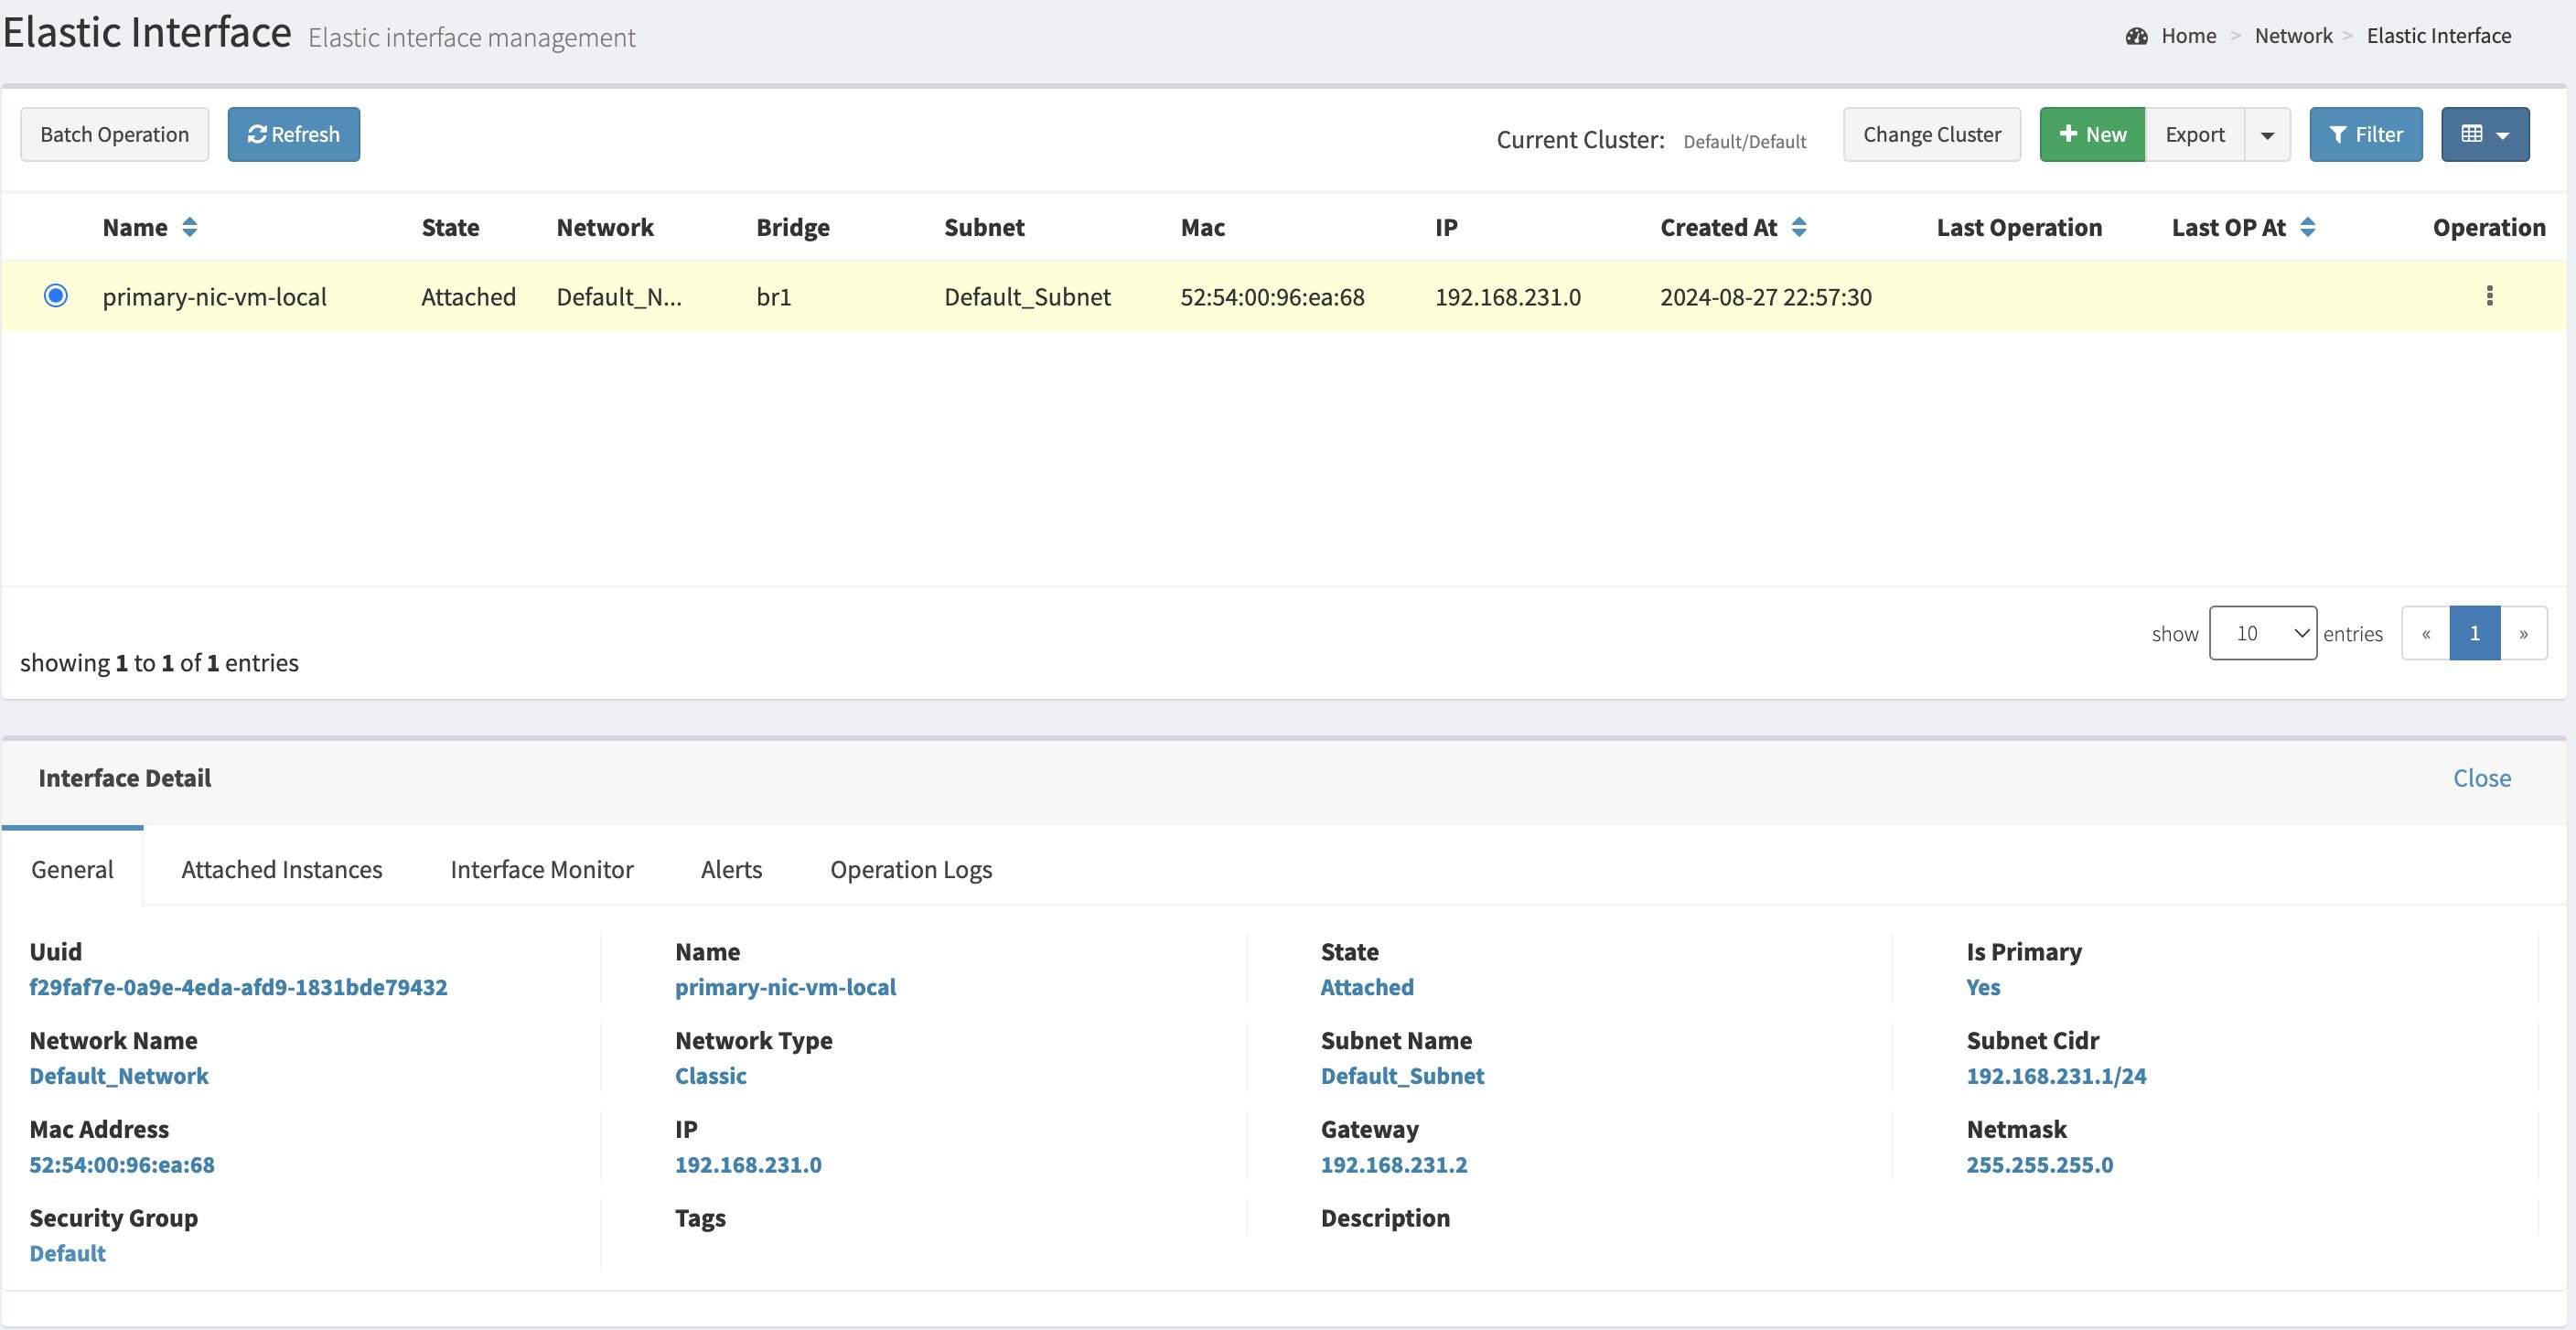 Elastic Interface Elastic interface management Home > Network > Elastic Interface
Batch Operation Refresh Current Cluster: Default/Default Change Cluster + New Export Filter
Name State Network Bridge Subnet Mac IP Created At Last Operation Last OP At Operation
primary-nic-vm-local Attached Default_N... br1 Default_Subnet 52:54:00:96:ea:68 192.168.231.0 2024-08-27 22:57:30
show 10 entries « 1 »
showing 1 to 1 of 1 entries
Interface Detail Close
General Attached Instances Interface Monitor Alerts Operation Logs
Uuid Name State Is Primary
f29faf7e-0a9e-4eda-afd9-1831bde79432 primary-nic-vm-local Attached Yes
Network Name Network Type Subnet Name Subnet Cidr
Default_Network Classic Default_Subnet 192.168.231.1/24
Mac Address IP Gateway Netmask
52:54:00:96:ea:68 192.168.231.0 192.168.231.2 255.255.255.0
Security Group Tags Description
Default